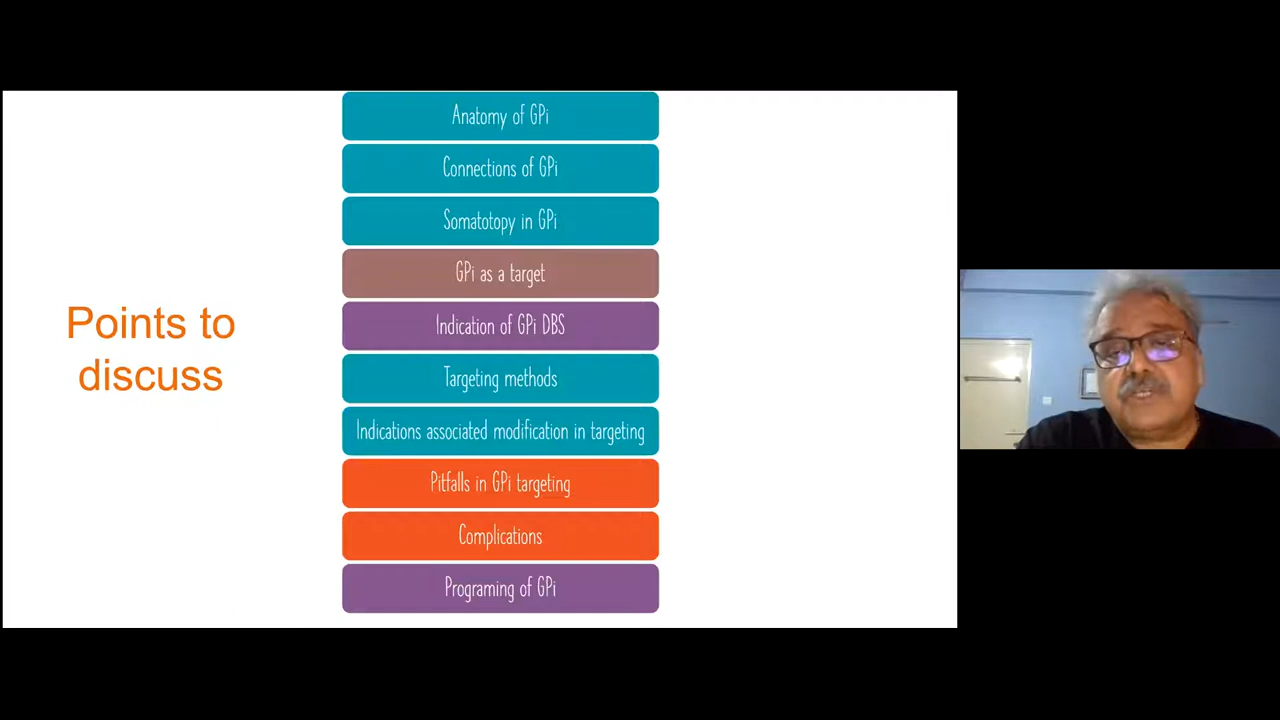 Points to
discuss
Anatomy of GPi
Connections of GPi
Somatotopy in GPi
GPi as a target
Indication of GPi DBS
Targeting methods
Indications associated modification in targeting
Pitfalls in GPi targeting
Complications
Programing of GPi